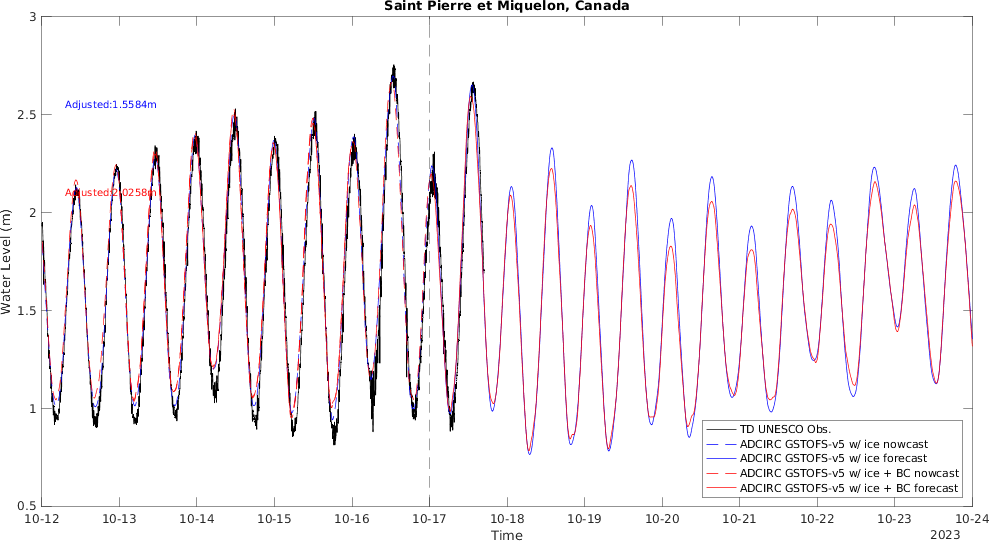 Saint Pierre et Miquelon, Canada
3
2.5
2
1.5
1
0.5
Water Level (m)
Adjusted:1.5584m
Adjusted:2.0258m
TD UNESCO Obs.
ADCIRC GSTOFS-v5 w/ ice nowcast
ADCIRC GSTOFS-v5 w/ ice forecast
ADCIRC GSTOFS-v5 w/ ice + BC nowcast
ADCIRC GSTOFS-v5 w/ ice + BC forecast
10-12 10-13 10-14 10-15 10-16 10-17 10-18 10-19 10-20 10-21 10-22 10-23 10-24
Time
2023